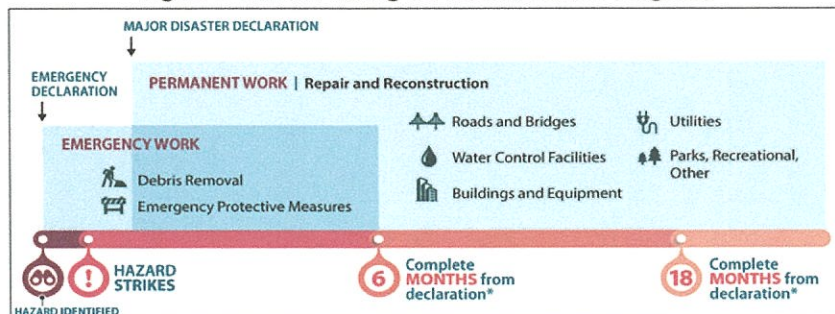 MAJOR DISASTER DECLARATION
EMERGENCY
DECLARATION
PERMANENT WORK | Repair and Reconstruction
Roads and Bridges
Utilities
EMERGENCY WORK
Water Control Facilities
Parks, Recreational,
Other
Debris Removal
Buildings and Equipment
Emergency Protective Measures
!
HAZARD
STRIKES
6
Complete
MONTHS from
declaration*
18
Complete
MONTHS from
declaration*
HAZARD IDENTIFIED